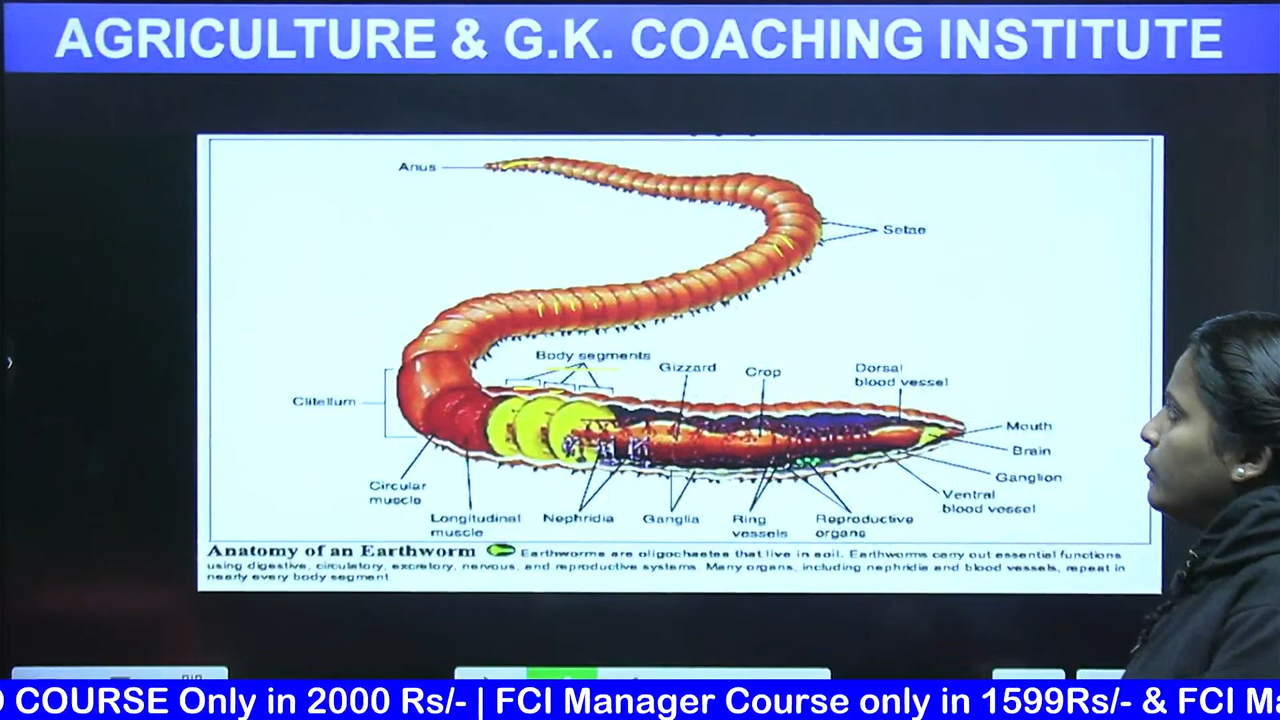 AGRICULTURE & G.K. COACHING INSTITUTE
Anus
Setae
Body segments
Gizzard
Crop
Dorsal
blood vessel
Clitellum
Mouth
Brain
Ganglion
Circular
muscle
Ventral
blood vessel
Longitudinal
muscle
Nephridia
Ganglia
Ring
vessels
Reproductive
organs
Anatomy of an Earthworm Earthworms are oligochaetes that live in soil. Earthworms carry out essential functions
using digestive, circulatory, excretory, nervous, and reproductive systems. Many organs, including nephridia and blood vessels, repeat in
nearly every body segment.
COURSE Only in 2000 Rs/- | FCI Manager Course only in 1599Rs/- & FCI